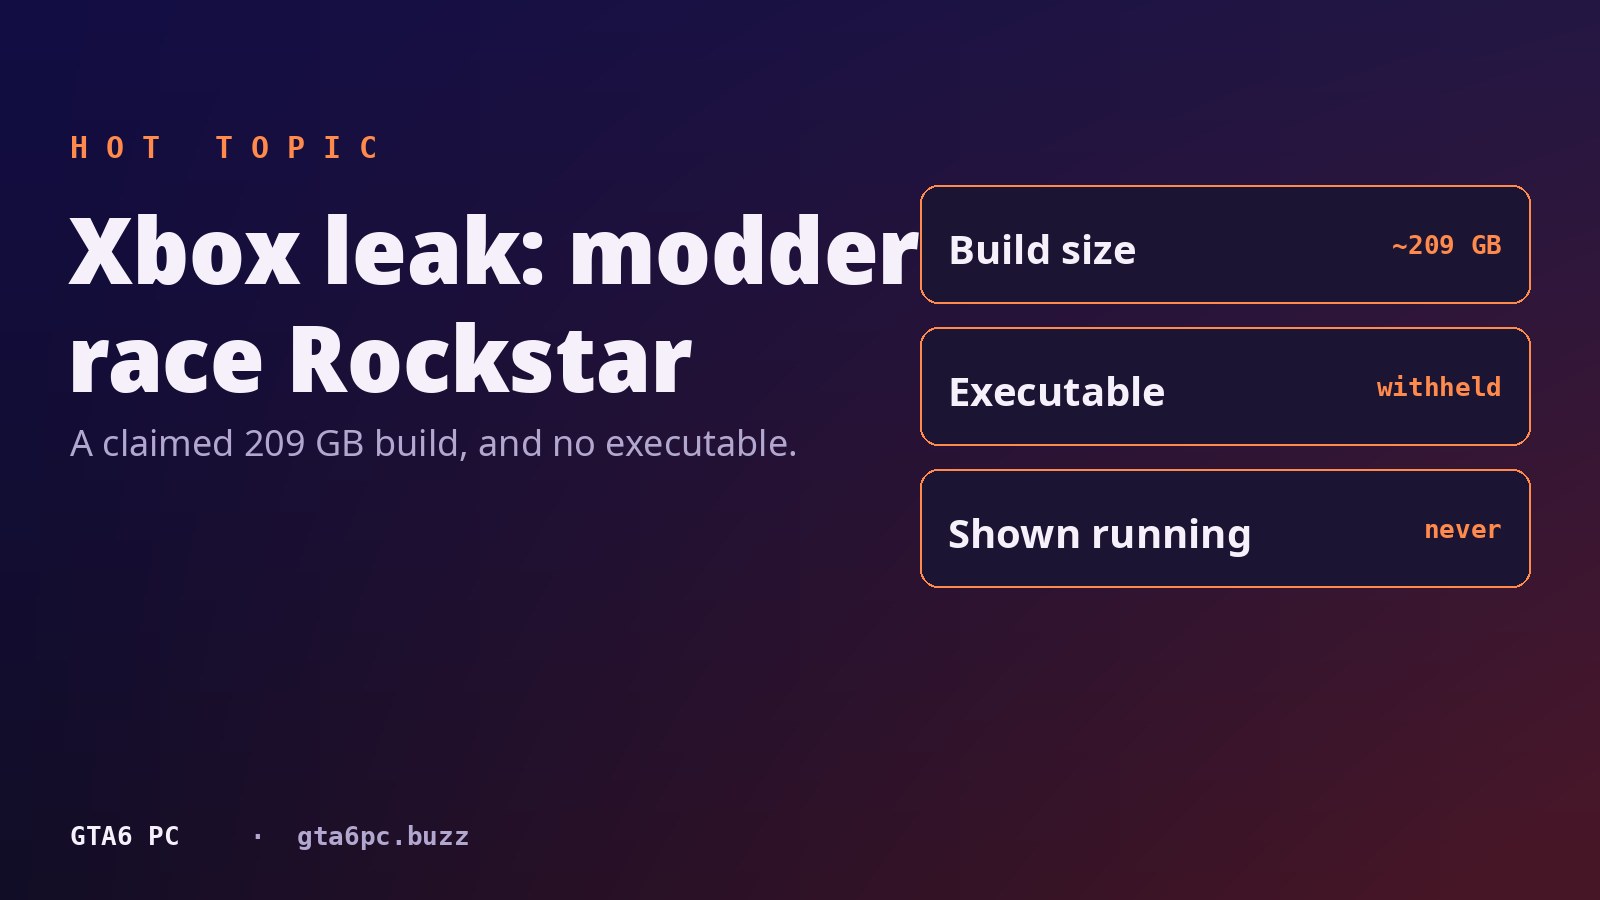 HOT TOPIC
Xbox leak: modder
race Rockstar
A claimed 209 GB build, and no executable.
Build size ~209 GB
Executable withheld
Shown running never
GTA6 PC · gta6pc.buzz